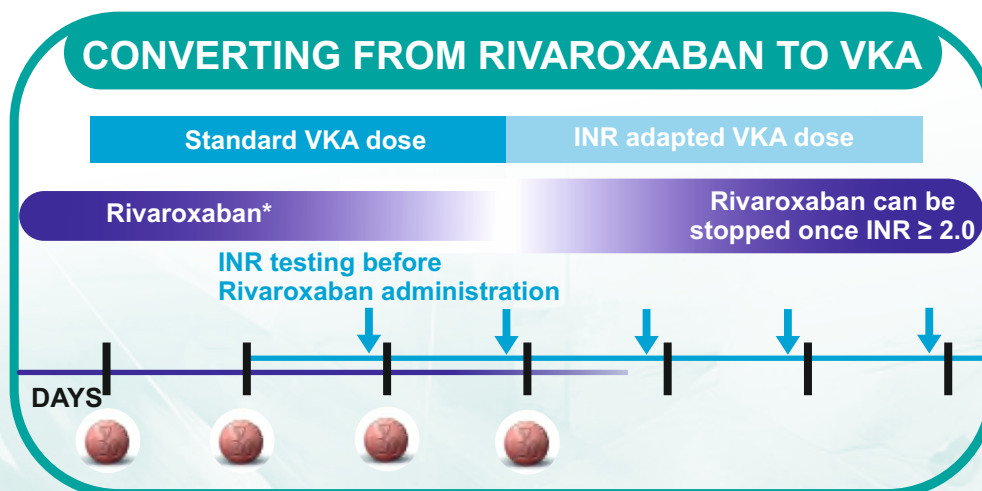 CONVERTING FROM RIVAROXABAN TO VKA
Standard VKA dose
INR adapted VKA dose
Rivaroxaban*
Rivaroxaban can be
stopped once INR ≥ 2.0
INR testing before
Rivaroxaban administration
DAYS